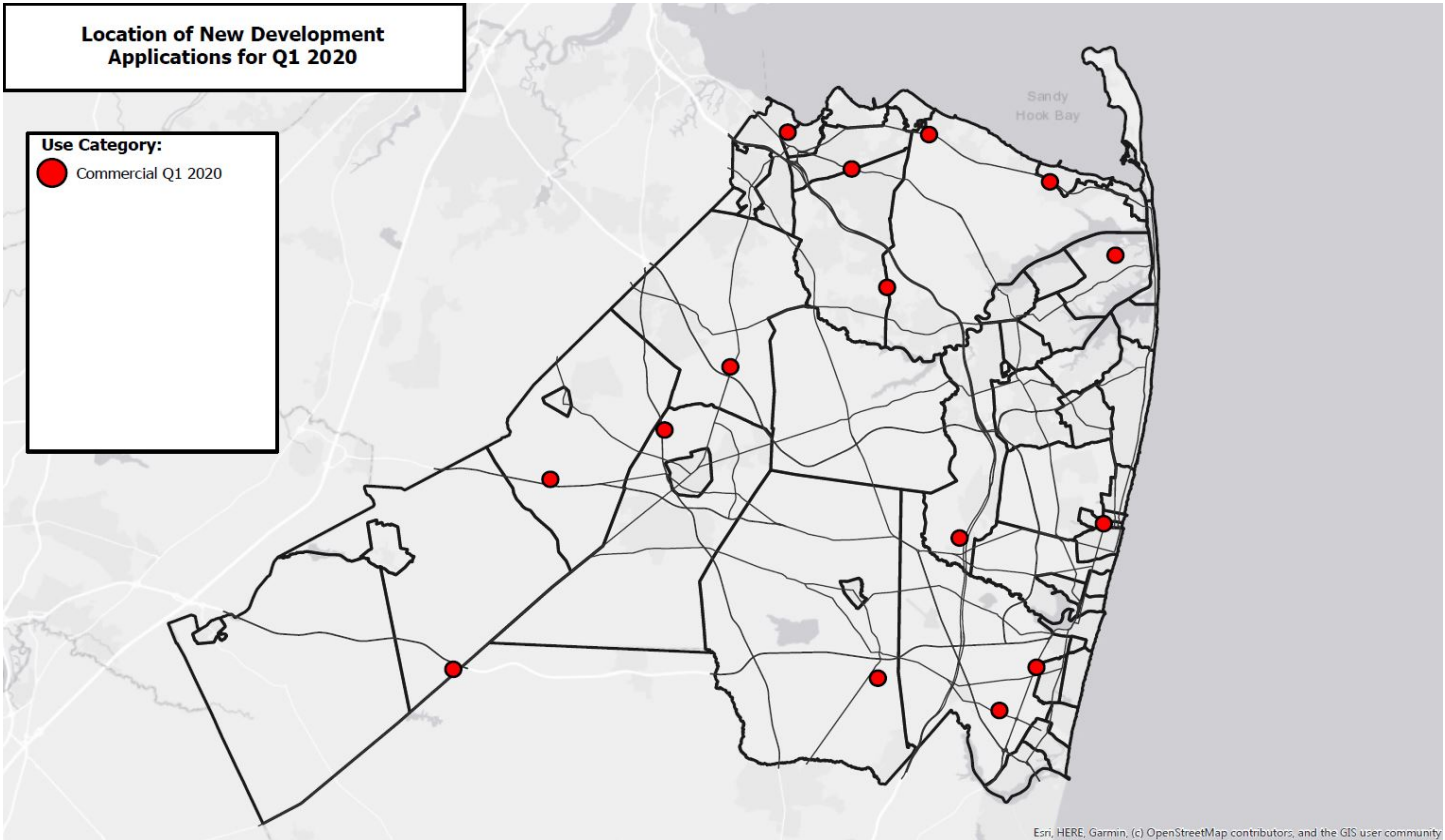 Location of New Development
Applications for Q1 2020
Use Category:
Commercial Q1 2020
Sandy
Hook Bay
Esri, HERE, Garmin, (c) OpenStreetMap contributors, and the GIS user community